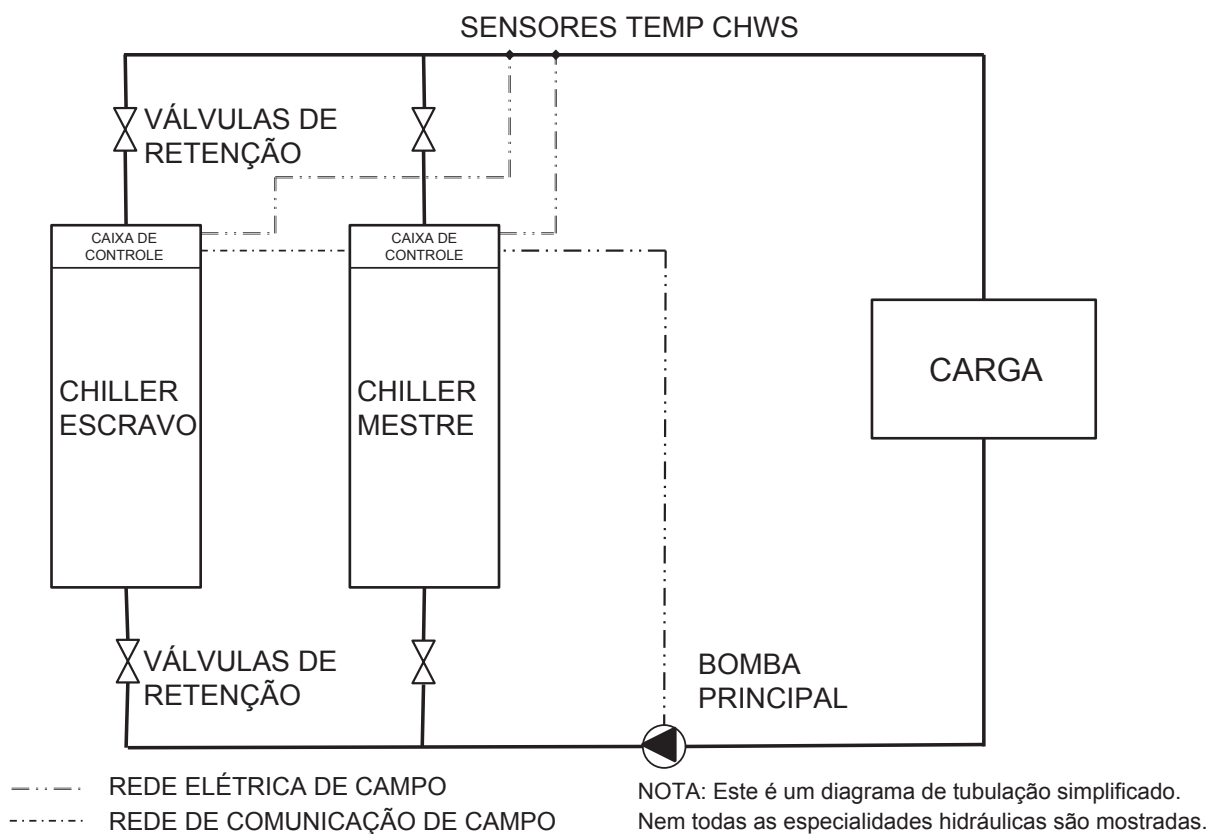 SENSORES TEMP CHWS
VÁLVULAS DE
RETENÇÃO
CAIXA DE
CONTROLE
CAIXA DE
CONTROLE
CHILLER
ESCRAVO
CHILLER
MESTRE
CARGA
VÁLVULAS DE
RETENÇÃO
BOMBA
PRINCIPAL
REDE ELÉTRICA DE CAMPO
REDE DE COMUNICAÇÃO DE CAMPO
NOTA: Este é um diagrama de tubulação simplificado.
Nem todas as especialidades hidráulicas são mostradas.